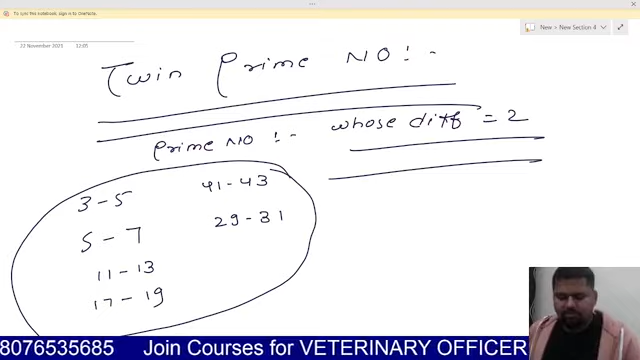 To sync this notebook, sign in to OneNote.
New > New Section 4
22 November 2021 12:05
Twin Prime NO:-
Prime NO:- whose diff = 2
3-5 41-43
5-7 29-31
11-13
17-19
8076535685 Join Courses for VETERINARY OFFICER